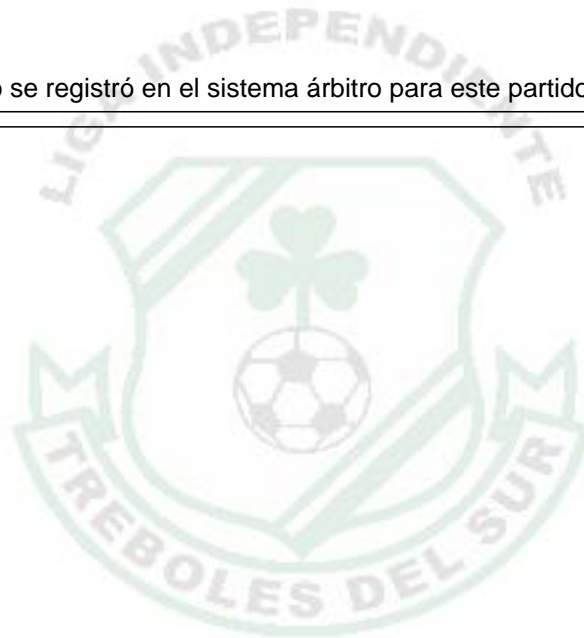 LIGA INDEPENDIENTE
o se registró en el sistema árbitro para este partido
TREBOLES DEL SUR